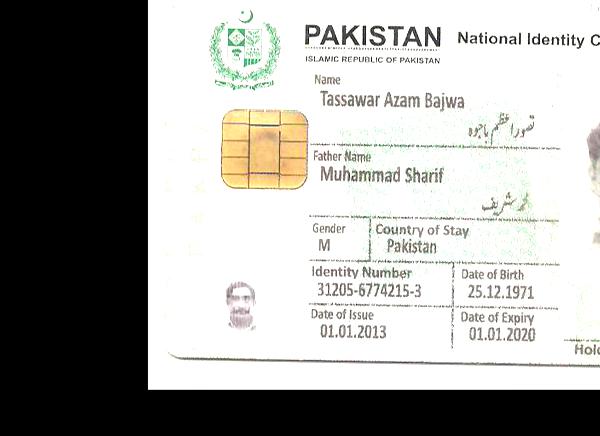 PAKISTAN National Identity C
ISLAMIC REPUBLIC OF PAKISTAN
Name
Tassawar Azam Bajwa
تصور اعظم باجوہ
Father Name
Muhammad Sharif
محمد شریف
Gender Country of Stay
M Pakistan
Identity Number Date of Birth
31205-6774215-3 25.12.1971
Date of Issue Date of Expiry
01.01.2013 01.01.2020
Hold